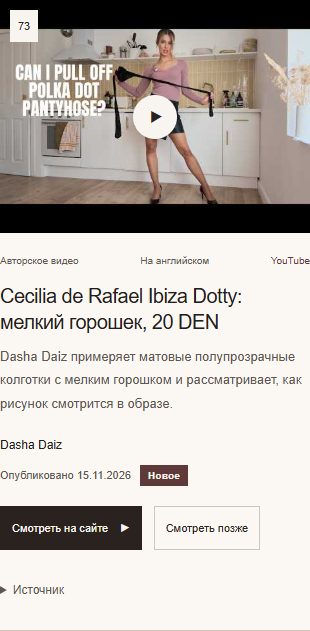 73
CAN I PULL OFF
POLKA DOT
PANTYHOSE?
Авторское видео
На английском
YouTube
Cecilia de Rafael Ibiza Dotty:
мелкий горошек, 20 DEN
Dasha Daiz примеряет матовые полупрозрачные
колготки с мелким горошком и рассматривает, как
рисунок смотрится в образе.
Dasha Daiz
Опубликовано 15.11.2026
Новое
Смотреть на сайте
Смотреть позже
Источник